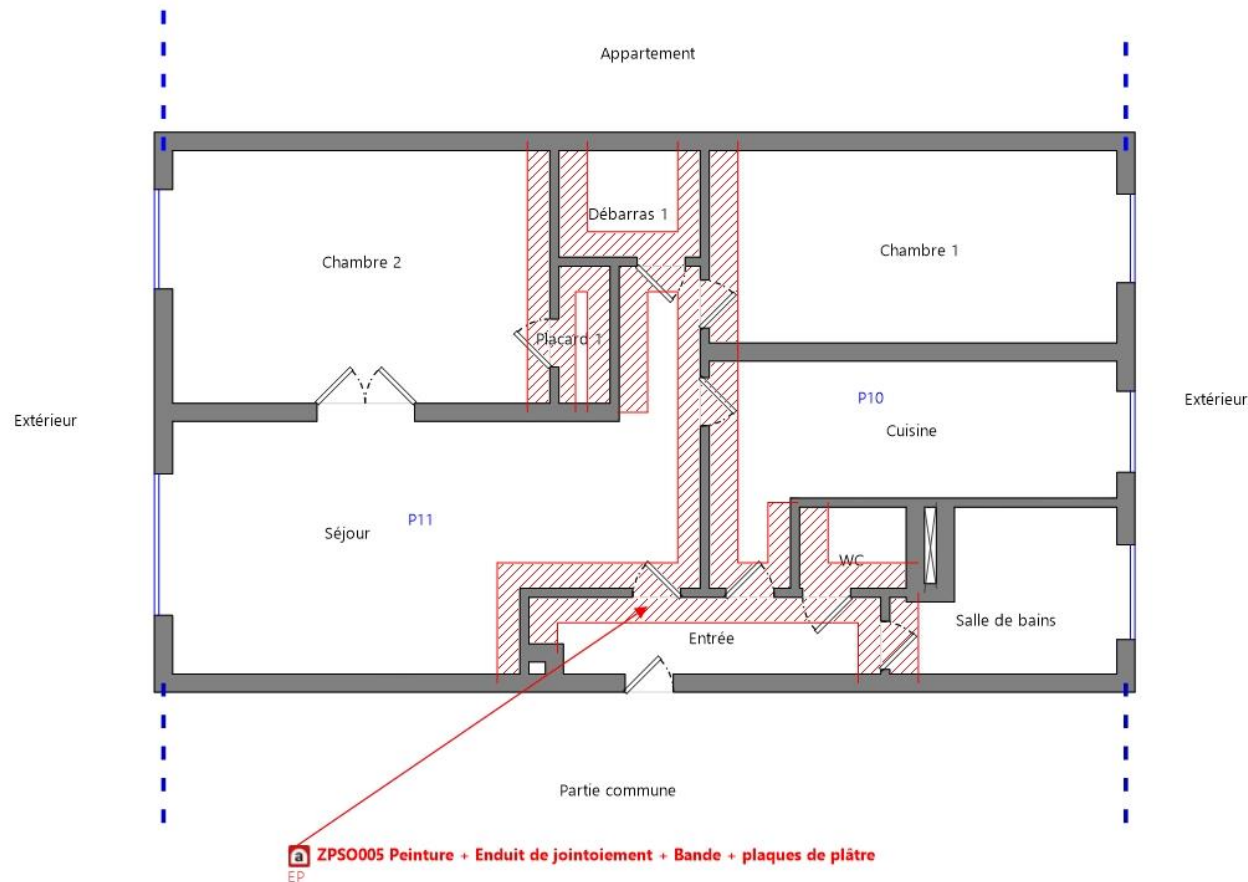 Appartement
Débarras 1
Chambre 1
Chambre 2
Placard 1
P10
Extérieur
Extérieur
Cuisine
P11
Séjour
WC
Salle de bains
Entrée
Partie commune
a ZPSO005 Peinture + Enduit de jointoiement + Bande + plaques de plâtre
EP